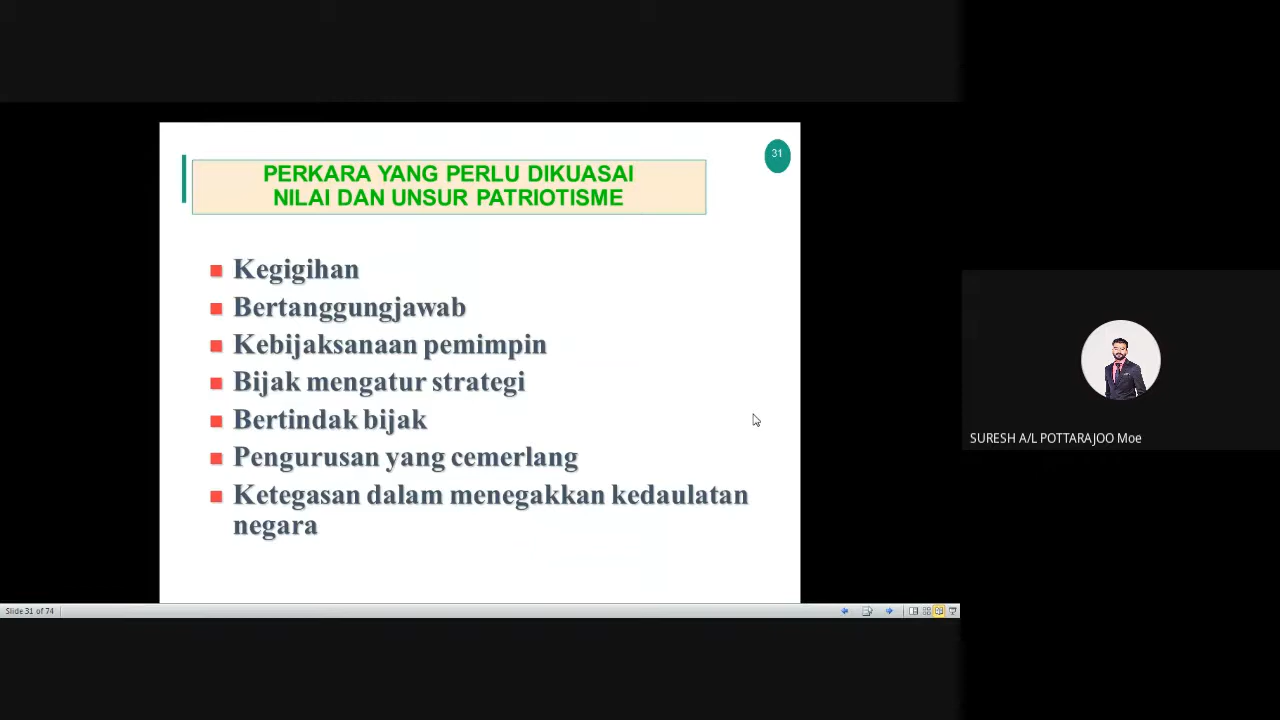 31
PERKARA YANG PERLU DIKUASAI
NILAI DAN UNSUR PATRIOTISME
Kegigihan
Bertanggungjawab
Kebijaksanaan pemimpin
Bijak mengatur strategi
Bertindak bijak
Pengurusan yang cemerlang
Ketegasan dalam menegakkan kedaulatan
negara
SURESH A/L POTTARAJOO Moe
Slide 31 of 74